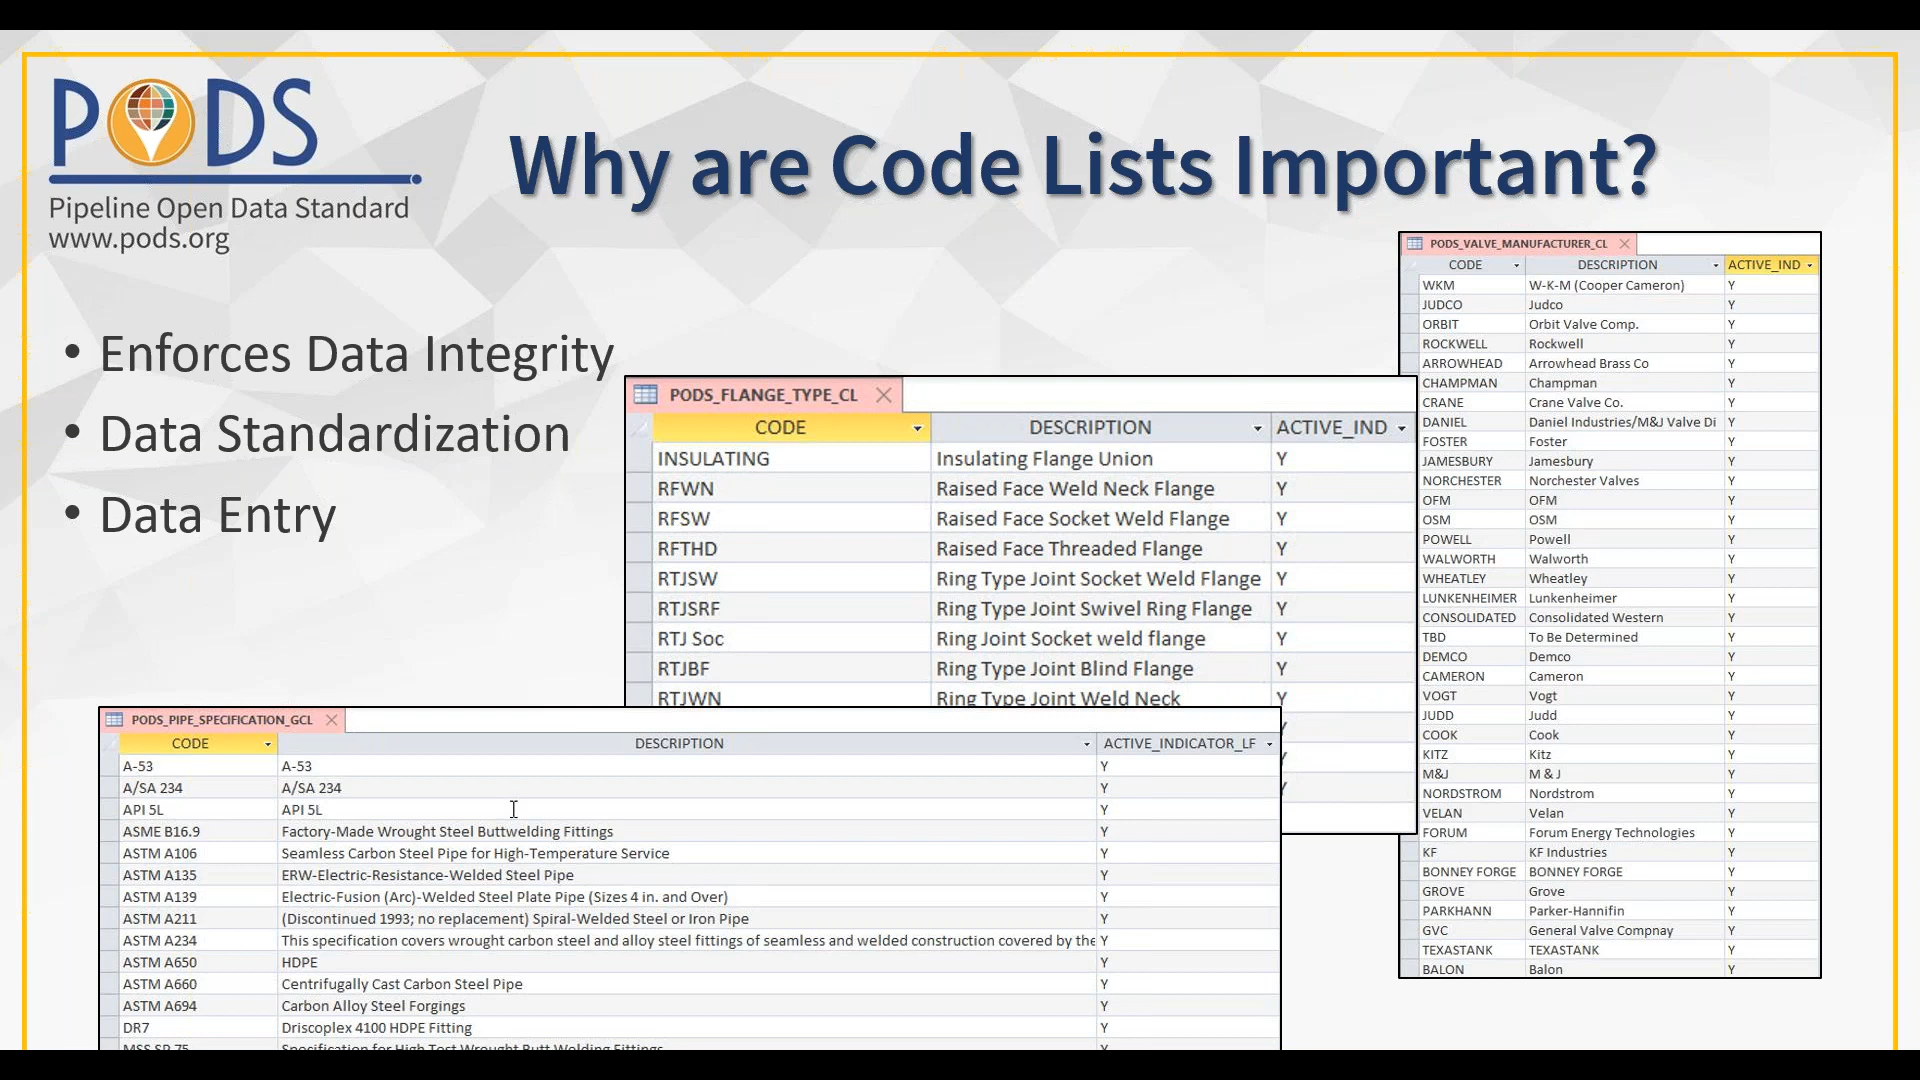 PODS
Pipeline Open Data Standard
www.pods.org
Why are Code Lists Important?
• Enforces Data Integrity
• Data Standardization
• Data Entry
PODS_FLANGE_TYPE_CL
CODE DESCRIPTION ACTIVE_IND
INSULATING Insulating Flange Union Y
RFWN Raised Face Weld Neck Flange Y
RFSW Raised Face Socket Weld Flange Y
RFTHD Raised Face Threaded Flange Y
RTJSW Ring Type Joint Socket Weld Flange Y
RTJSRF Ring Type Joint Swivel Ring Flange Y
RTJ Soc Ring Joint Socket weld flange Y
RTJBF Ring Type Joint Blind Flange Y
RTJWN Ring Type Joint Weld Neck Y
PODS_PIPE_SPECIFICATION_GCL
CODE DESCRIPTION ACTIVE_INDICATOR_LF
A-53 A-53 Y
A/SA 234 A/SA 234 Y
API 5L API 5L Y
ASME B16.9 Factory-Made Wrought Steel Buttwelding Fittings Y
ASTM A106 Seamless Carbon Steel Pipe for High-Temperature Service Y
ASTM A135 ERW-Electric-Resistance-Welded Steel Pipe Y
ASTM A139 Electric-Fusion (Arc)-Welded Steel Plate Pipe (Sizes 4 in. and Over) Y
ASTM A211 (Discontinued 1993; no replacement) Spiral-Welded Steel or Iron Pipe Y
ASTM A234 This specification covers wrought carbon steel and alloy steel fittings of seamless and welded construction covered by the Y
ASTM A650 HDPE Y
ASTM A660 Centrifugally Cast Carbon Steel Pipe Y
ASTM A694 Carbon Alloy Steel Forgings Y
DR7 Driscoplex 4100 HDPE Fitting Y
MSS SP 75 Specification for High Test Wrought Butt Welding Fittings Y
PODS_VALVE_MANUFACTURER_CL
CODE DESCRIPTION ACTIVE_IND
WKM W-K-M (Cooper Cameron) Y
JUDCO Judco Y
ORBIT Orbit Valve Comp. Y
ROCKWELL Rockwell Y
ARROWHEAD Arrowhead Brass Co Y
CHAMPMAN Champman Y
CRANE Crane Valve Co. Y
DANIEL Daniel Industries/M&J Valve Di Y
FOSTER Foster Y
JAMESBURY Jamesbury Y
NORCHESTER Norchester Valves Y
OFM OFM Y
OSM OSM Y
POWELL Powell Y
WALWORTH Walworth Y
WHEATLEY Wheatley Y
LUNKENHEIMER Lunkenheimer Y
CONSOLIDATED Consolidated Western Y
TBD To Be Determined Y
DEMCO Demco Y
CAMERON Cameron Y
VOGT Vogt Y
JUDD Judd Y
COOK Cook Y
KITZ Kitz Y
M&J M & J Y
NORDSTROM Nordstrom Y
VELAN Velan Y
FORUM Forum Energy Technologies Y
KF KF Industries Y
BONNEY FORGE BONNEY FORGE Y
GROVE Grove Y
PARKHANN Parker-Hannifin Y
GVC General Valve Compnay Y
TEXASTANK TEXASTANK Y
BALON Balon Y